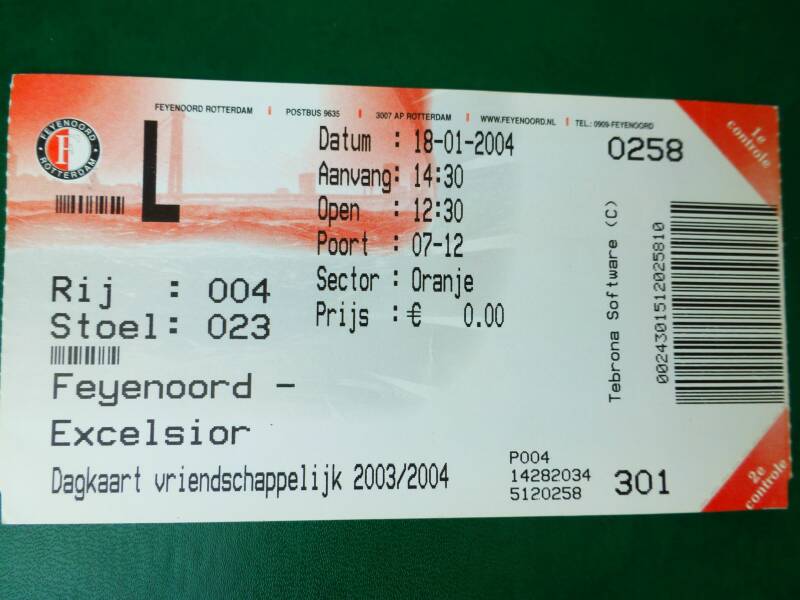 FEYENOORD ROTTERDAM | POSTBUS 9635 | 3007 AP ROTTERDAM | WWW.FEYENOORD.NL | TEL.: 0909-FEYENOORD
FEYENOORD
F
ROTTERDAM
L
Datum : 18-01-2004
Aanvang: 14:30
Open : 12:30
Poort : 07-12
Sector : Oranje
Prijs : € 0.00
Rij : 004
Stoel: 023
Feyenoord -
Excelsior
Dagkaart vriendschappelijk 2003/2004
P004
14282034
5120258
301
0258
1e controle
Tebrona Software (C)
002430151202581​0
2e controle